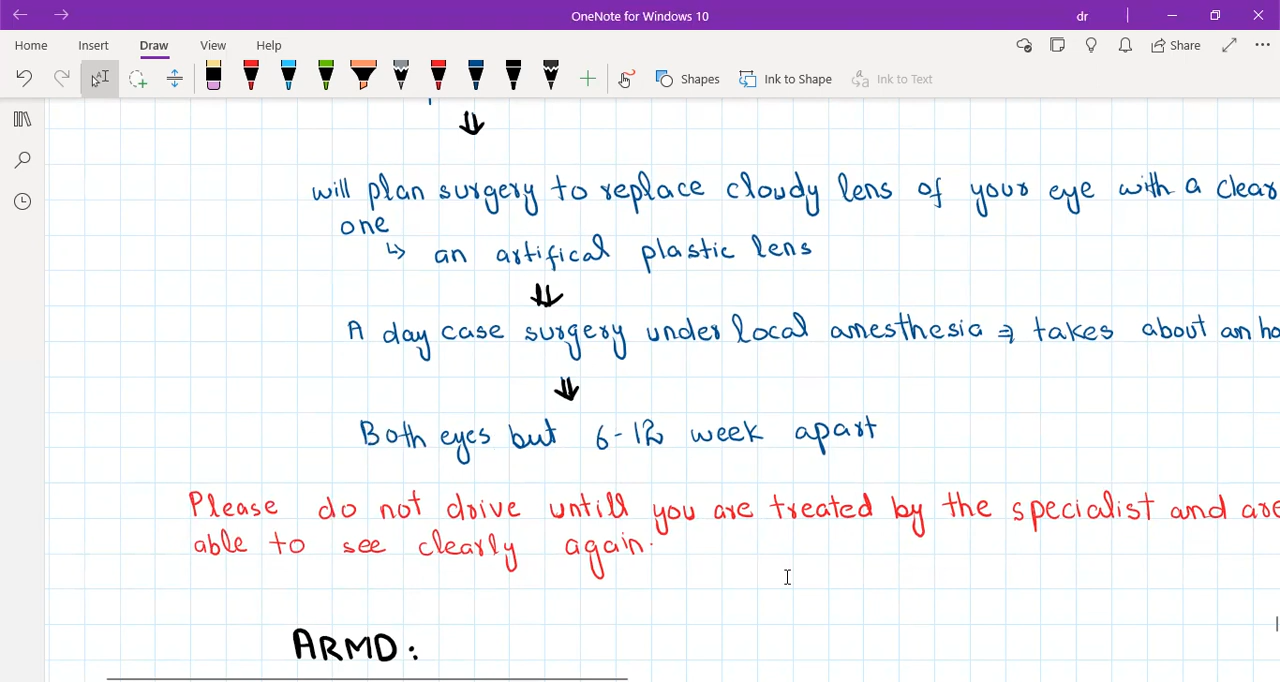 OneNote for Windows 10
dr
Home Insert Draw View Help
Share
Shapes Ink to Shape Ink to Text
will plan surgery to replace cloudy lens of your eye with a clear
one
↳ an artifical plastic lens
A day case surgery under local anesthesia ⇒ takes about an ho
Both eyes but 6-12 week apart
Please do not drive untill you are treated by the specialist and are
able to see clearly again.
ARMD: